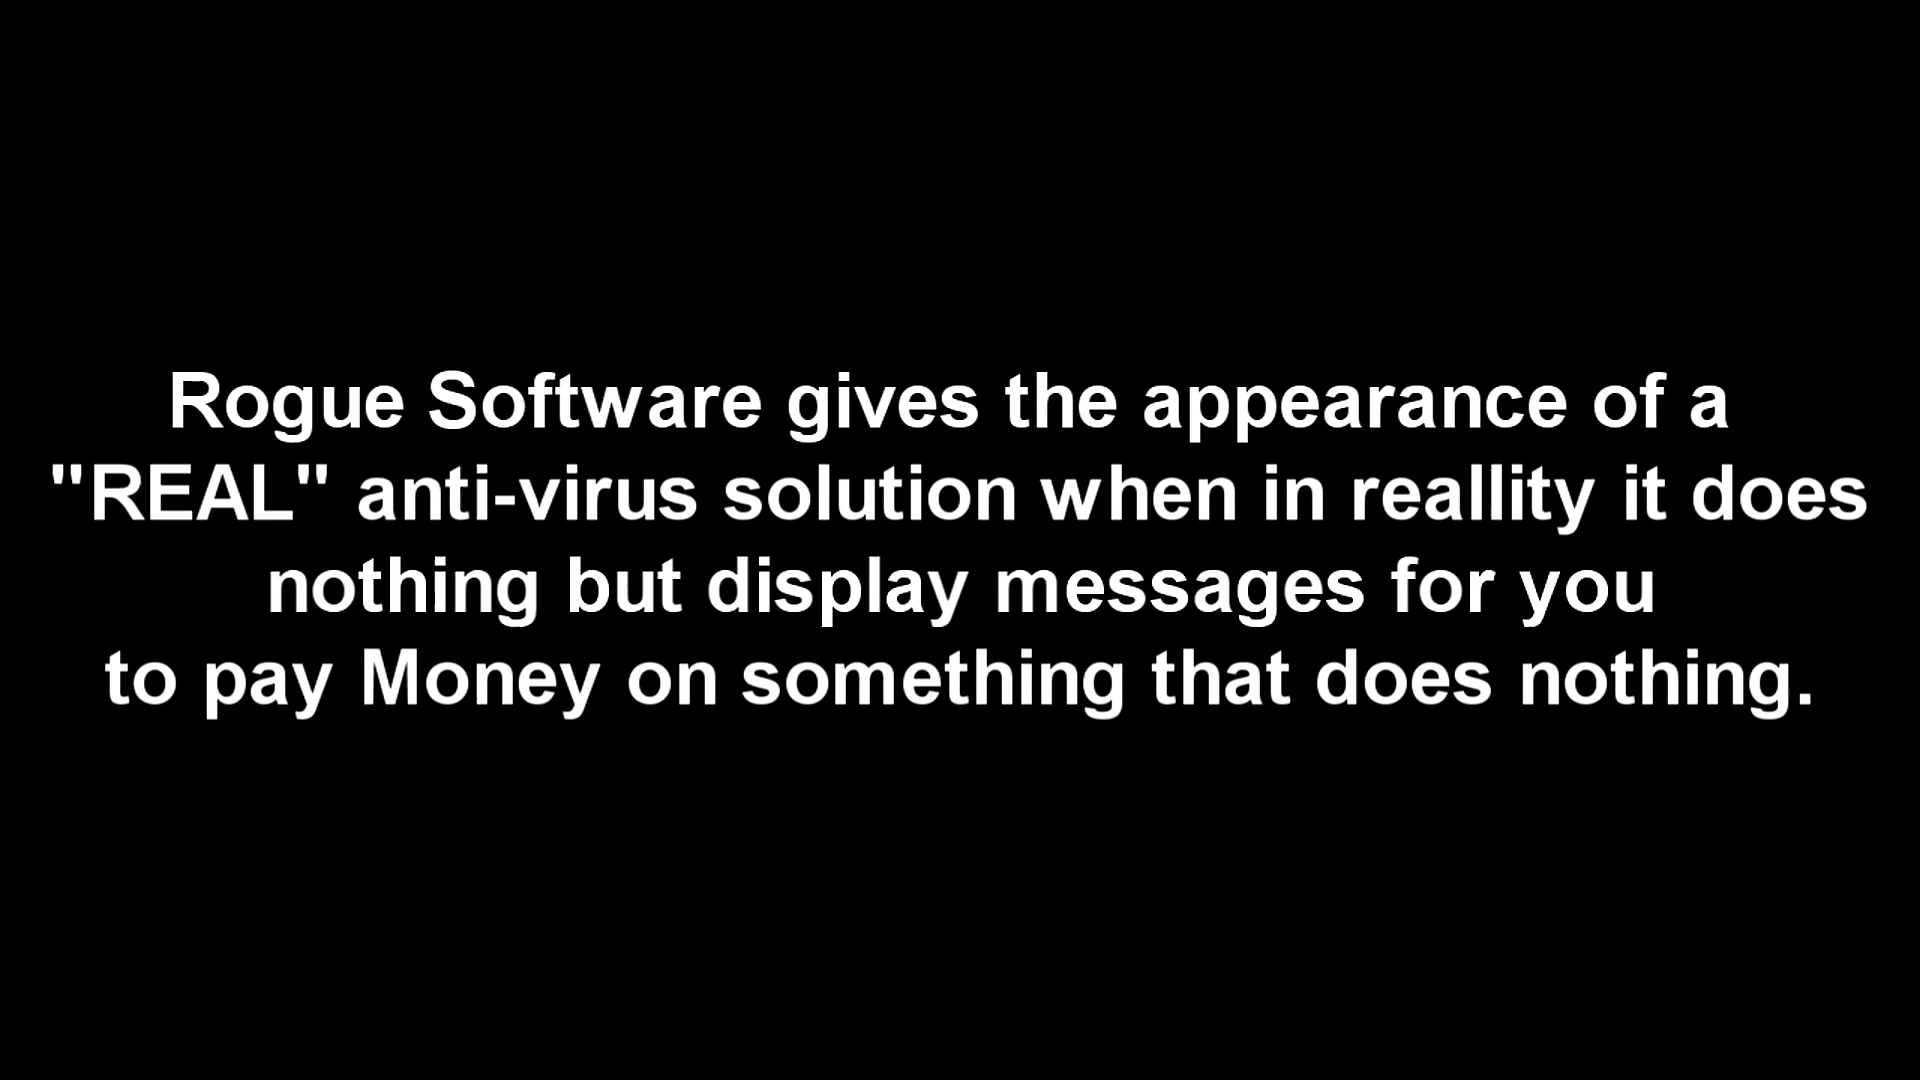 Rogue Software gives the appearance of a
"REAL" anti-virus solution when in reallity it does
nothing but display messages for you
to pay Money on something that does nothing.